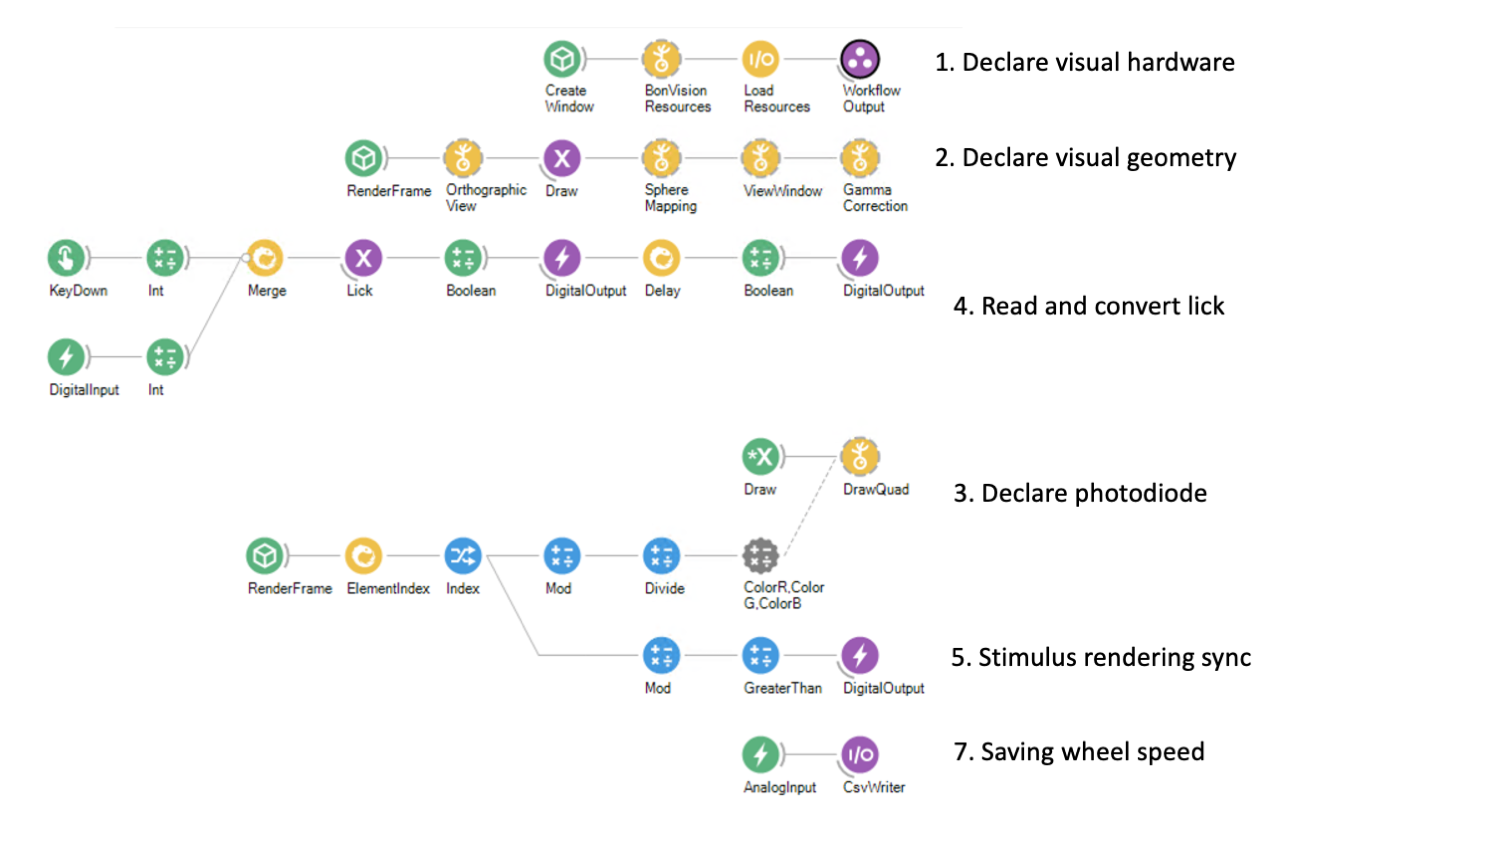 Create
Window
BonVision
Resources
I/O
Load
Resources
Workflow
Output
1. Declare visual hardware
RenderFrame
Orthographic
View
X
Draw
Sphere
Mapping
ViewWindow
Gamma
Correction
2. Declare visual geometry
KeyDown
Int
Merge
X
Lick
Boolean
DigitalOutput
Delay
Boolean
DigitalOutput
4. Read and convert lick
DigitalInput
Int
*X
Draw
DrawQuad
3. Declare photodiode
RenderFrame
ElementIndex
Index
Mod
Divide
ColorR,Color
G,ColorB
Mod
GreaterThan
DigitalOutput
5. Stimulus rendering sync
AnalogInput
I/O
CsvWriter
7. Saving wheel speed